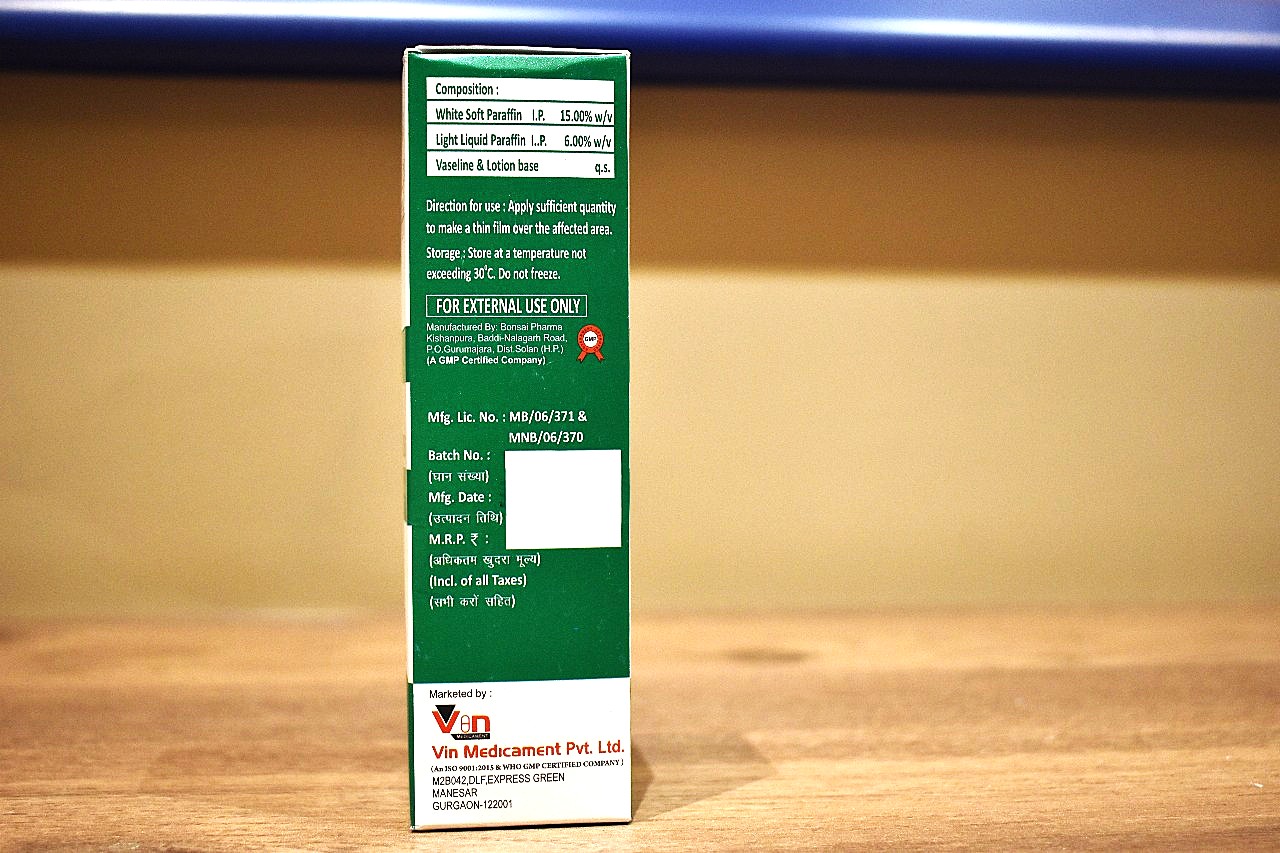 Composition :
White Soft Paraffin I.P. 15.00% w/v
Light Liquid Paraffin I..P. 6.00% w/v
Vaseline & Lotion base q.s.
Direction for use : Apply sufficient quantity
to make a thin film over the affected area.
Storage : Store at a temperature not
exceeding 30°C. Do not freeze.
FOR EXTERNAL USE ONLY
Manufactured By: Bonsai Pharma
Kishanpura, Baddi-Nalagarh Road,
P.O.Gurumajara, Dist.Solan (H.P.)
(A GMP Certified Company)
GMP
Mfg. Lic. No. : MB/06/371 &
MNB/06/370
Batch No. :
(घान संख्या)
Mfg. Date :
(उत्पादन तिथि)
M.R.P. ₹ :
(अधिकतम खुदरा मूल्य)
(Incl. of all Taxes)
(सभी करों सहित)
Marketed by :
Vin
MEDICAMENT
Vin Medicament Pvt. Ltd.
(An ISO 9001:2015 & WHO GMP CERTIFIED COMPANY)
M2B042,DLF,EXPRESS GREEN
MANESAR
GURGAON-122001